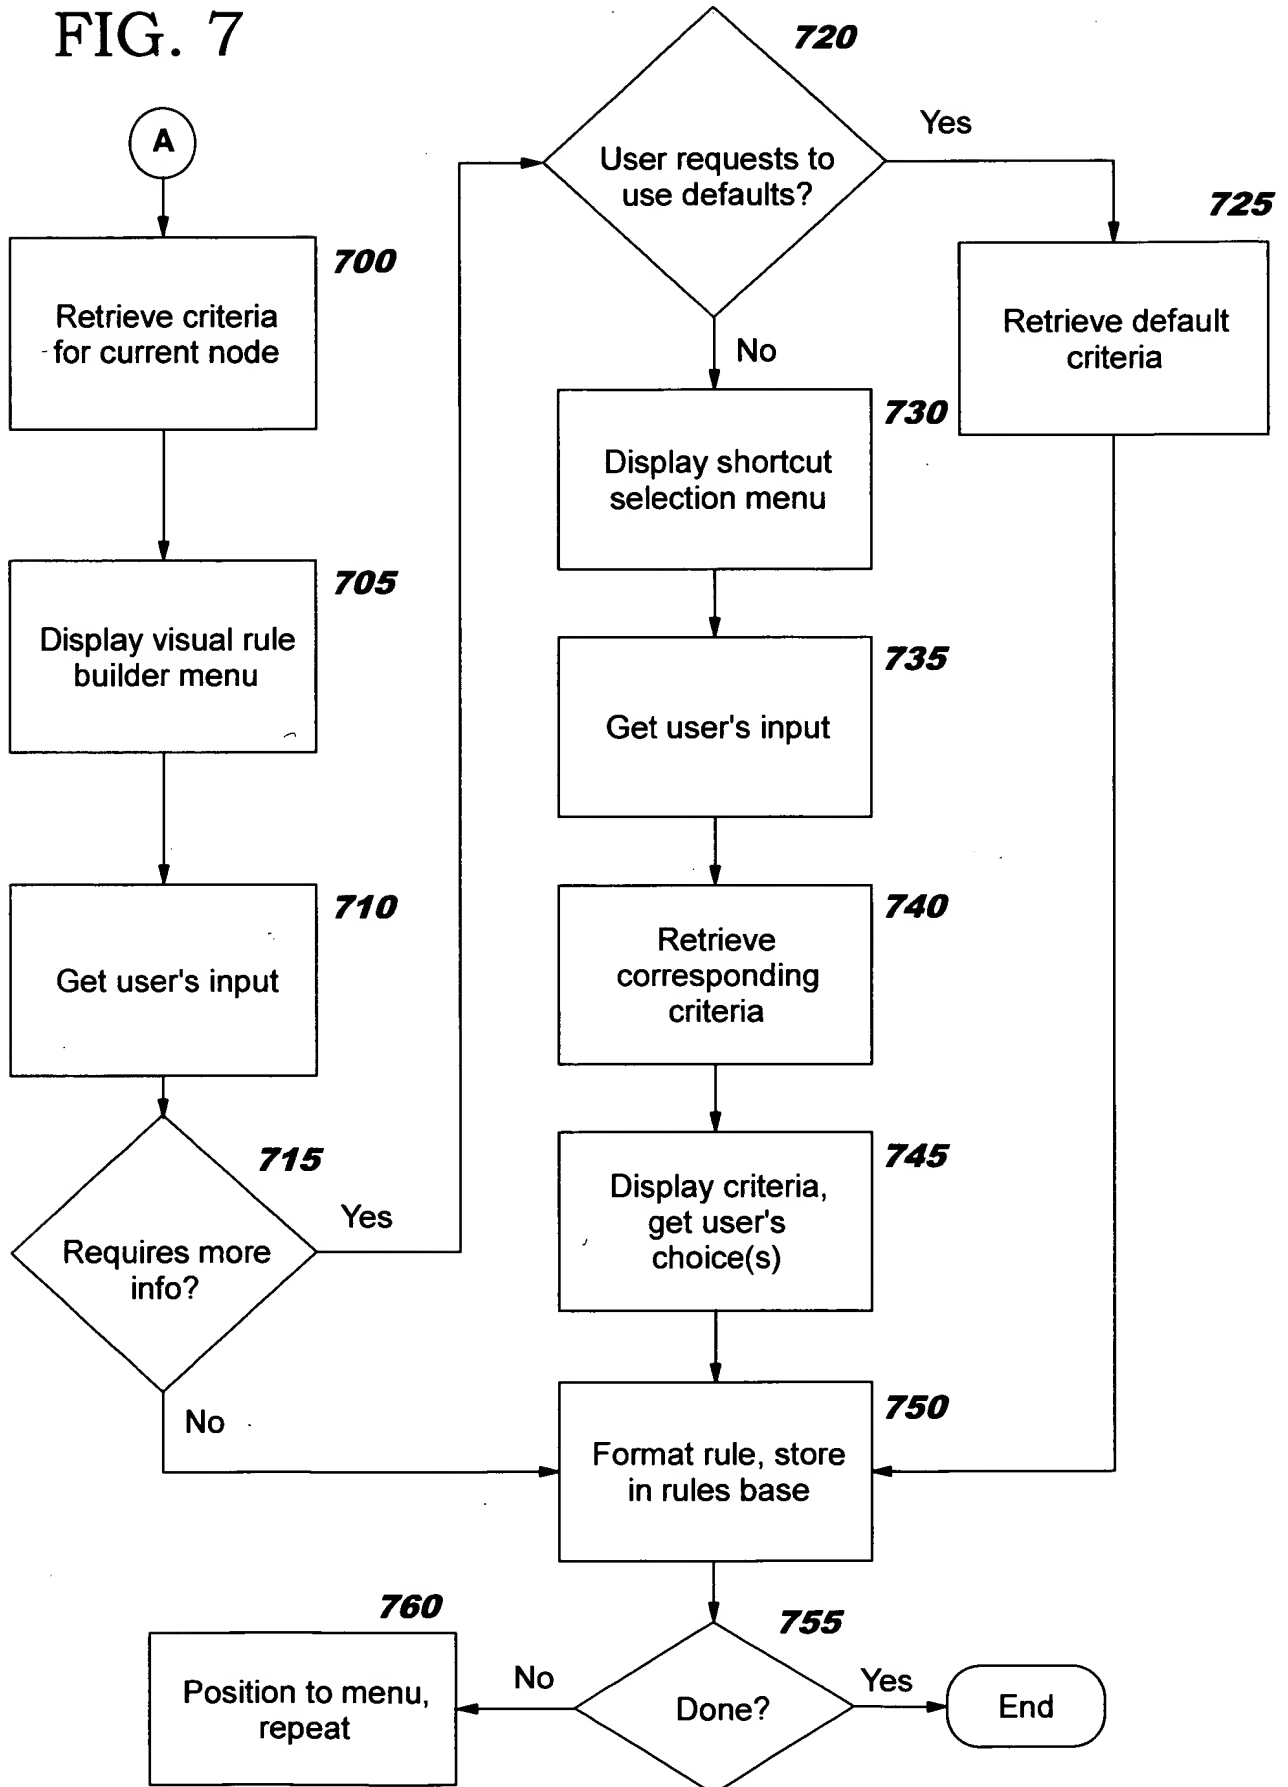 FIG. 7
A
700
Retrieve criteria
for current node
705
Display visual rule
builder menu
710
Get user's input
715
Requires more
info?
Yes
No
720
User requests to
use defaults?
Yes
No
725
Retrieve default
criteria
730
Display shortcut
selection menu
735
Get user's input
740
Retrieve
corresponding
criteria
745
Display criteria,
get user's
choice(s)
750
Format rule, store
in rules base
755
Done?
No
Yes
760
Position to menu,
repeat
End